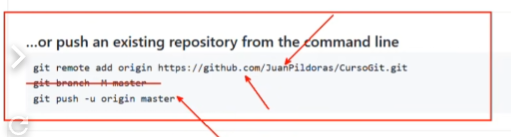 ...or push an existing repository from the command line
git remote add origin https://github.com/JuanPildoras/CursoGit.git
git branch -M master
git push -u origin master